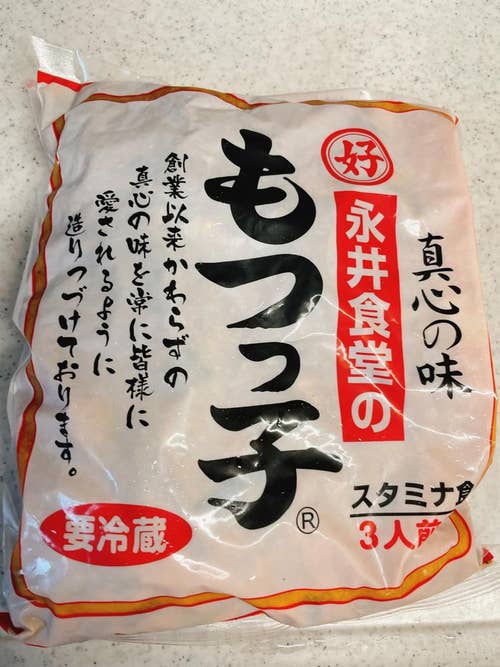 真心の味
好
永井食堂の
もつっ子®
創業以来かわらずの
真心の味を常に皆様に
愛されるように
造りつづけております。
スタミナ食
3人前
要冷蔵